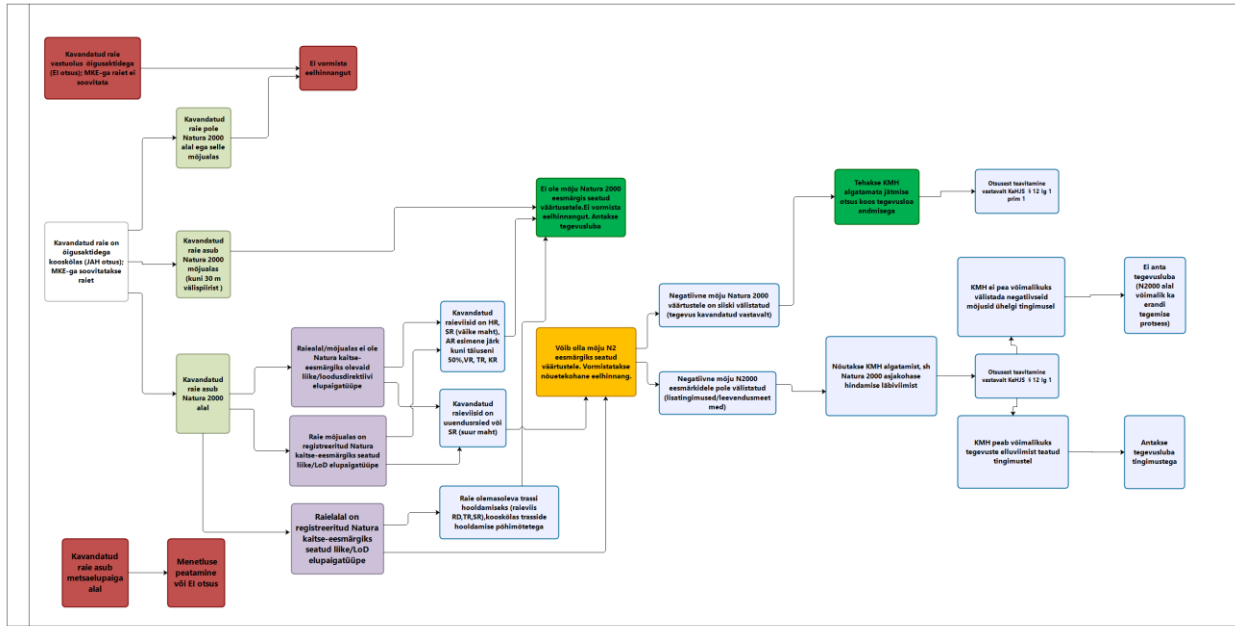 Kavandatud raie
vastuolus õigusaktidega
(EI otsus); MKE-ga raiet ei
soovitata
Ei vormista
eelhinnangut
Kavandatud
raie pole
Natura 2000
alal ega selle
mõjualas
Kavandatud raie on
õigusaktidega
kooskõlas (JAH otsus);
MKE-ga soovitatakse
raiet
Kavandatud
raie asub
Natura 2000
mõjualas
(kuni 30 m
välispiirist )
Ei ole mõju Natura 2000
eesmärgis seatud
väärtusetele.Ei vormista
eelhinnangut. Antakse
tegevusluba
Kavandatud
raie asub
Natura 2000
alal
Raiealal/mõjualas ei ole
Natura kaitse-
eesmärgiks olevaid
liike/loodusdirektiivi
elupaigatüüpe
Raie mõjualas on
registreeritud Natura
kaitse-eesmärgiks seatud
liike/LoD elupaigatüüpe
Raielalal on
registreeritud Natura
kaitse-eesmärgiks
seatud liike/LoD
elupaigatüüpe
Kavandatud
raieviisid on HR,
SR (väike maht),
AR esimene järk
kuni täiuseni
50%,VR, TR, KR
Kavandatud
raieviisid on
uuendusraied või
SR (suur maht)
Raie olemasoleva trassi
hooldamiseks (raieviis
RD,TR,SR),kooskõlas trasside
hooldamise põhimõtetega
Võib olla mõju N2
eesmärgiks seatud
väärtustele. Vormistatakse
nõuetekohane eelhinnang.
Negatiivne mõju Natura 2000
väärtustele on siiski välistatud
(tegevus kavandatud vastavalt)
Negatiivne mõju N2000
eesmärkidele pole välistatud
(lisatingimused/leevendusmeet
med)
Tehakse KMH
algatamata jätmise
otsus koos tegevusloa
andmisega
Otsusest teavitamine
vastavalt KeHJS § 12 lg 1
prim 1
Nõutakse KMH algatamist, sh
Natura 2000 asjakohase
hindamise läbiviimist
KMH ei pea võimalikuks
välistada negatiivseid
mõjusid ühelgi tingimusel
Otsusest teavitamine
vastavalt KeHJS § 12 lg 1
KMH peab võimalikuks
tegevuste elluviimist teatud
tingimustel
Ei anta
tegevusluba
(N2000 alal
võimalik ka
erandi
tegemise
protsess)
Antakse
tegevusluba
tingimustega
Kavandatud
raie asub
metsaelupaiga
alal
Menetluse
peatamine
või EI otsus